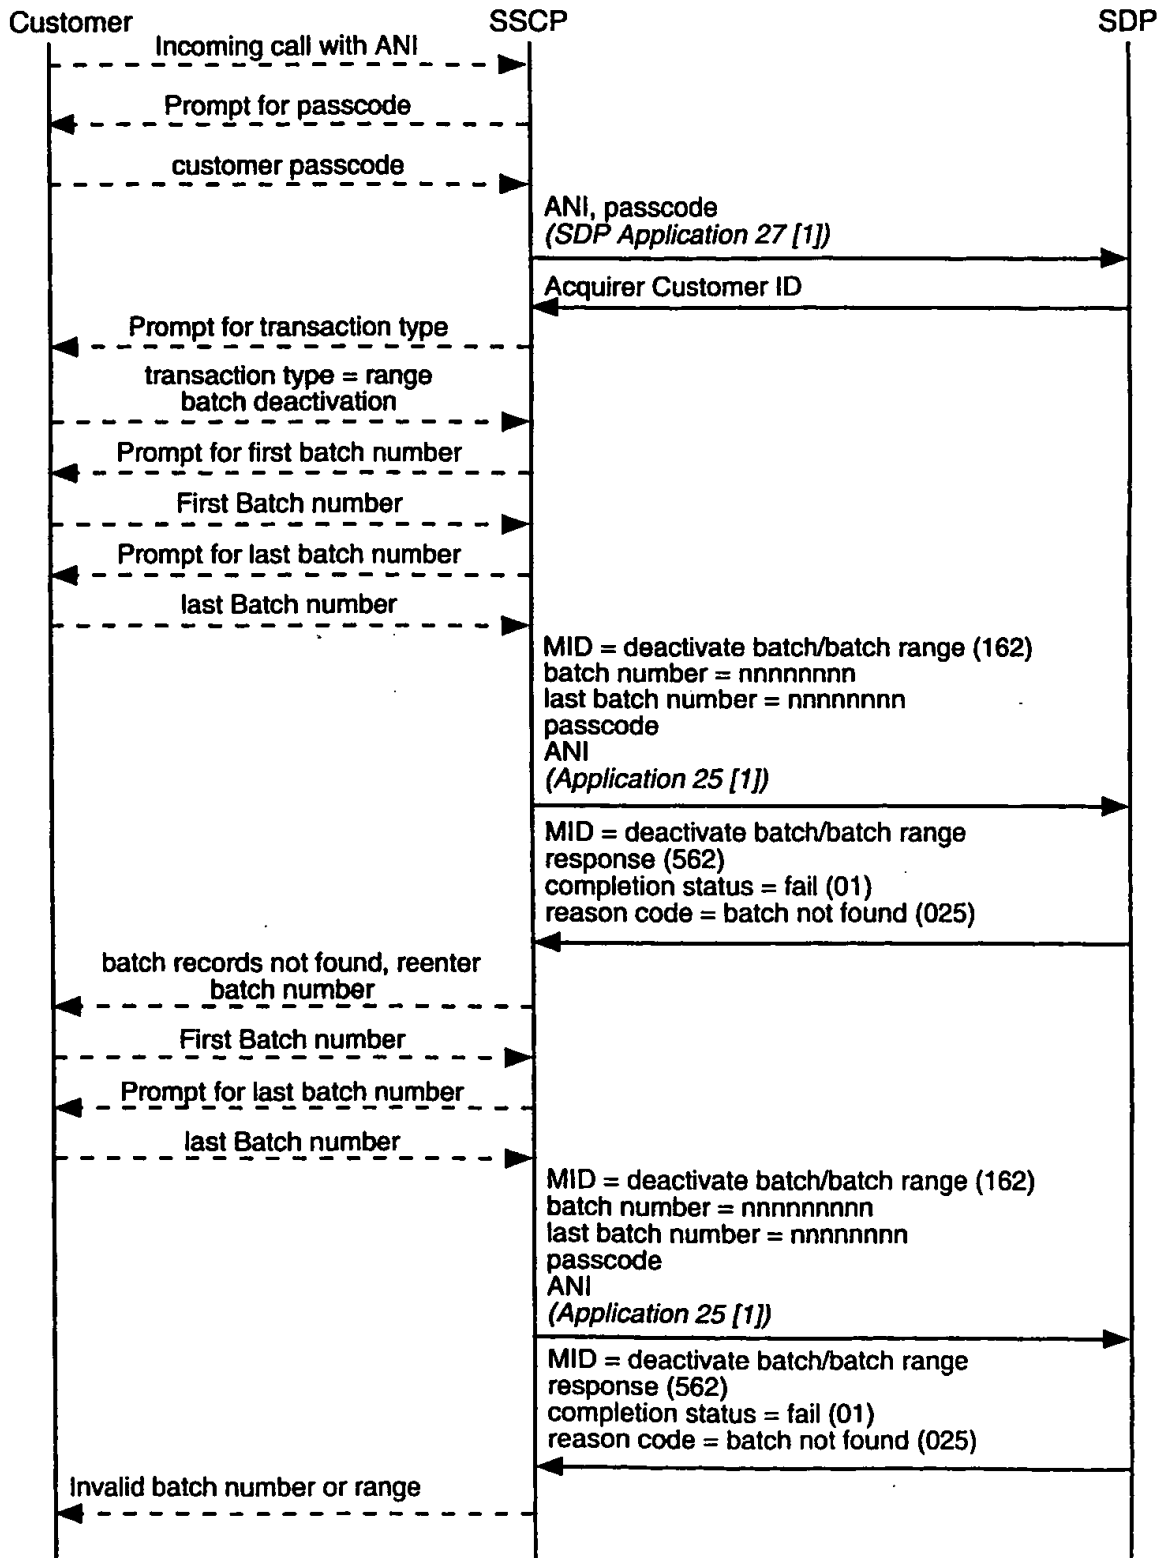 Customer SSCP SDP
Incoming call with ANI
Prompt for passcode
customer passcode
ANI, passcode
(SDP Application 27 [1])
Acquirer Customer ID
Prompt for transaction type
transaction type = range
batch deactivation
Prompt for first batch number
First Batch number
Prompt for last batch number
last Batch number
MID = deactivate batch/batch range (162)
batch number = nnnnnnnn
last batch number = nnnnnnnn
passcode
ANI
(Application 25 [1])
MID = deactivate batch/batch range
response (562)
completion status = fail (01)
reason code = batch not found (025)
batch records not found, reenter
batch number
First Batch number
Prompt for last batch number
last Batch number
MID = deactivate batch/batch range (162)
batch number = nnnnnnnnn
last batch number = nnnnnnnn
passcode
ANI
(Application 25 [1])
MID = deactivate batch/batch range
response (562)
completion status = fail (01)
reason code = batch not found (025)
Invalid batch number or range